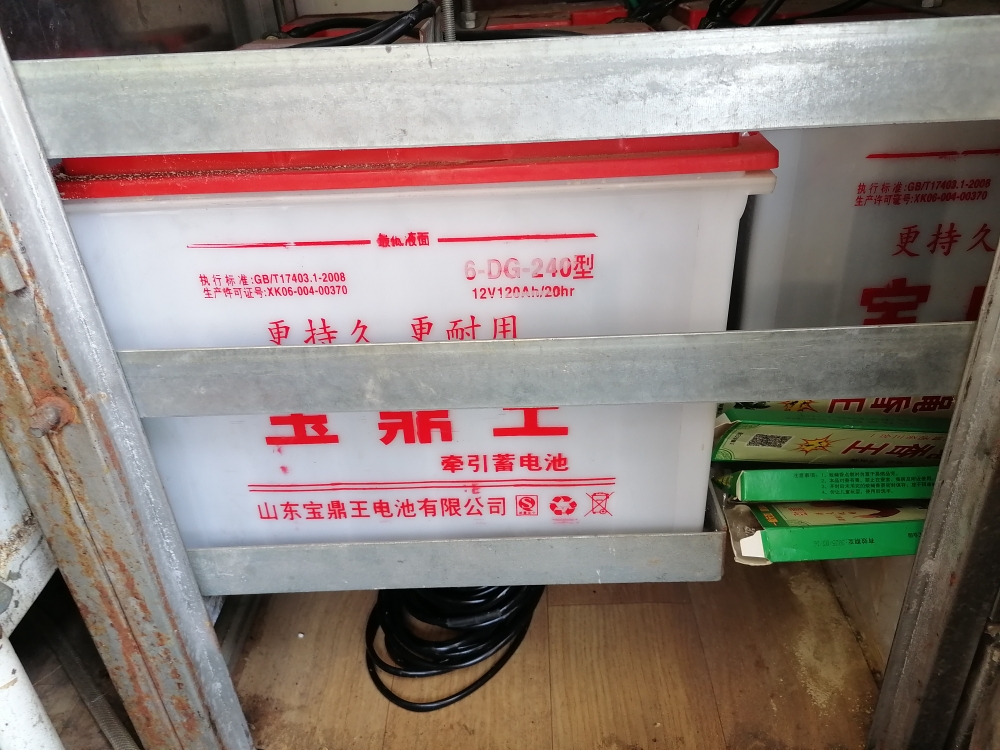 最低液面
6-DG-240型
执行标准:GB/T17403.1-2008
12V120Ah/20hr
生产许可证号:XK06-004-00370
更持久 更耐用
宝鼎王
牵引蓄电池
山东宝鼎王电池有限公司
执行标准:GB/T17403.1-2008
生产许可证号:XK06-004-00370
更持久
宝